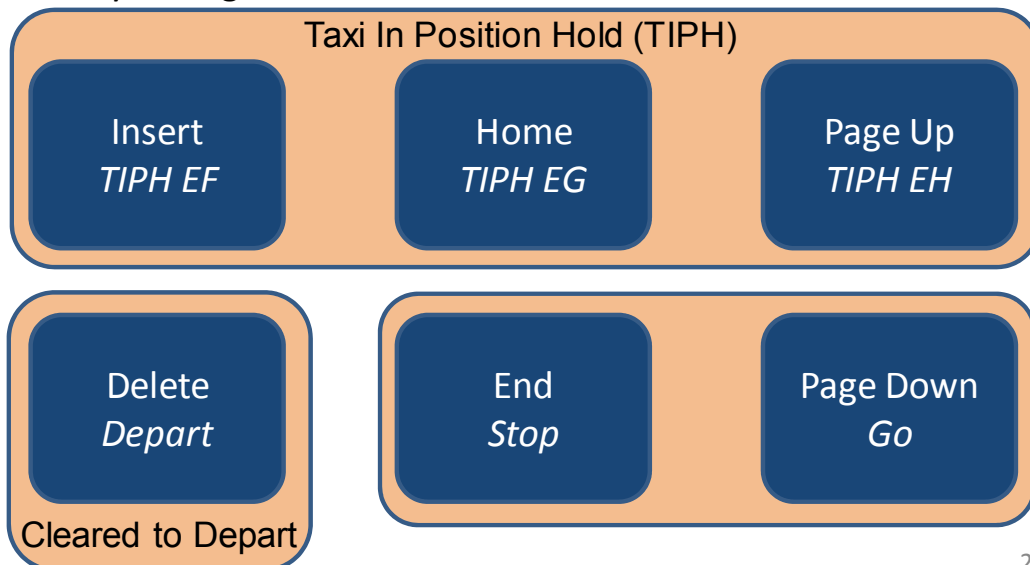 Taxi In Position Hold (TIPH)
Insert
TIPH EF
Home
TIPH EG
Page Up
TIPH EH
Delete
Depart
Cleared to Depart
End
Stop
Page Down
Go
2